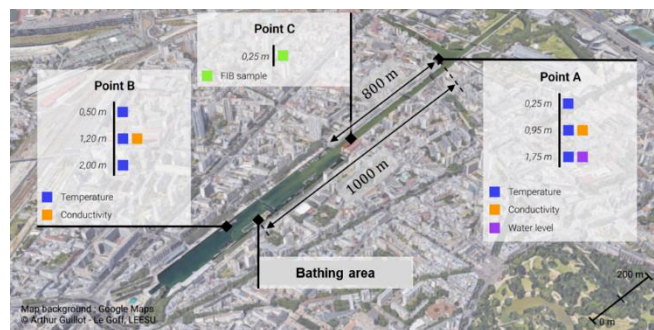 Point C
0,25 m
FIB sample
Point B
0,50 m
1,20 m
2,00 m
Temperature
Conductivity
Point A
0,25 m
0,95 m
1,75 m
Temperature
Conductivity
Water level
800 m
1000 m
Bathing area
200 m
0 m
Map background : Google Maps
© Arthur Guillot - Le Goff, LEESU